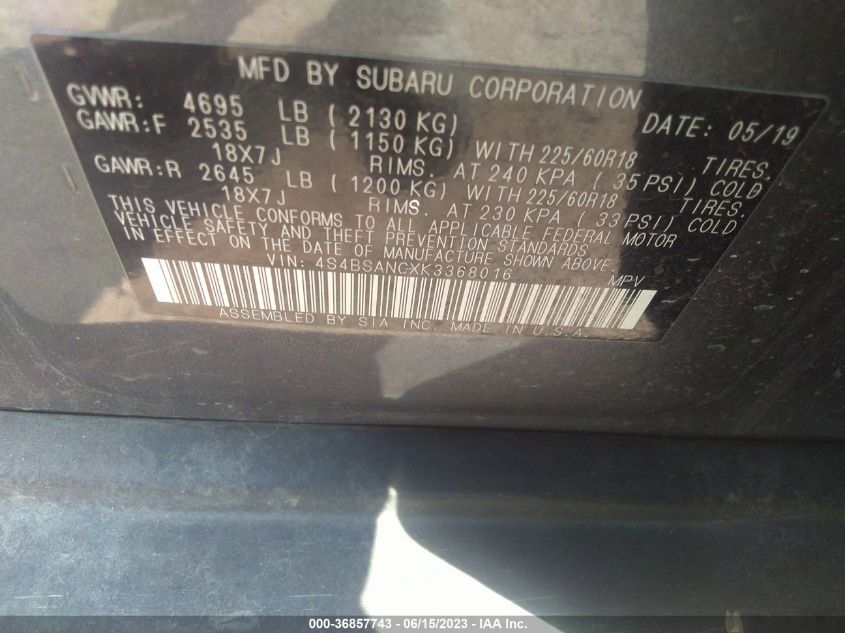 MFD BY SUBARU CORPORATION
GVWR: 4695 LB ( 2130 KG) DATE: 05/19
GAWR:F 2535 LB ( 1150 KG) WITH 225/60R18 TIRES.
18X7J RIMS. AT 240 KPA ( 35 PSI) COLD
GAWR:R 2645 LB ( 1200 KG) WITH 225/60R18 TIRES.
18X7J RIMS. AT 230 KPA ( 33 PSI) COLD
THIS VEHICLE CONFORMS TO ALL APPLICABLE FEDERAL MOTOR
VEHICLE SAFETY AND THEFT PREVENTION STANDARDS
IN EFFECT ON THE DATE OF MANUFACTURE SHOWN ABOVE.
VIN: 4S4BSANCXK3368016 MPV
ASSEMBLED BY SIA INC. MADE IN U.S.A.
000-36857743 - 06/15/2023 - IAA Inc.